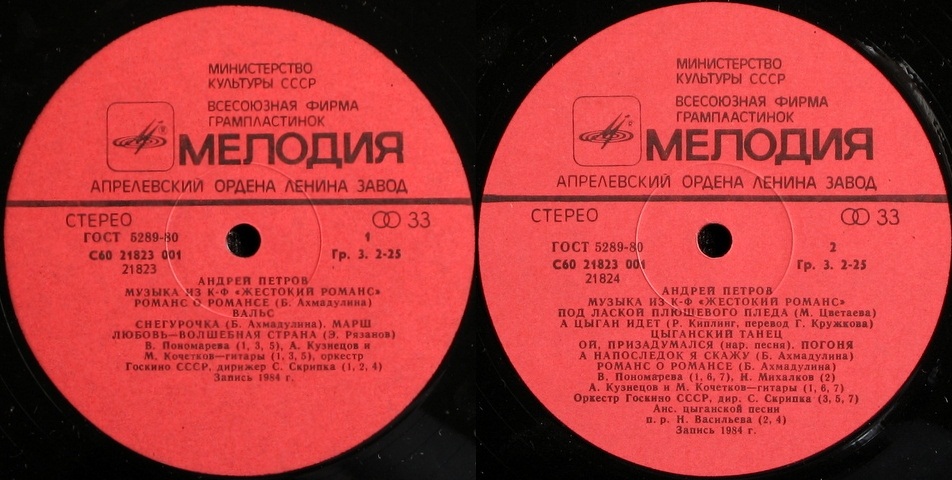 МИНИСТЕРСТВО
КУЛЬТУРЫ СССР
ВСЕСОЮЗНАЯ ФИРМА
ГРАМПЛАСТИНОК
МЕЛОДИЯ
АПРЕЛЕВСКИЙ ОРДЕНА ЛЕНИНА ЗАВОД
СТЕРЕО
33
ГОСТ 5289-80
1
С60 21823 001
Гр. 3. 2-25
21823
АНДРЕЙ ПЕТРОВ
МУЗЫКА ИЗ К-Ф «ЖЕСТОКИЙ РОМАНС»
РОМАНС О РОМАНСЕ (Б. Ахмадулина)
ВАЛЬС
СНЕГУРОЧКА (Б. Ахмадулина), МАРШ
ЛЮБОВЬ—ВОЛШЕБНАЯ СТРАНА (Э. Рязанов)
В. Пономарева (1, 3, 5), А. Кузнецов и
М. Кочетков—гитары (1, 3, 5), оркестр
Госкино СССР, дирижер С. Скрипка (1, 2, 4)
Запись 1984 г.
МИНИСТЕРСТВО
КУЛЬТУРЫ СССР
ВСЕСОЮЗНАЯ ФИРМА
ГРАМПЛАСТИНОК
МЕЛОДИЯ
АПРЕЛЕВСКИЙ ОРДЕНА ЛЕНИНА ЗАВОД
СТЕРЕО
33
ГОСТ 5289-80
2
С60 21823 001
Гр. 3. 2-25
21824
АНДРЕЙ ПЕТРОВ
МУЗЫКА ИЗ К-Ф «ЖЕСТОКИЙ РОМАНС»
ПОД ЛАСКОЙ ПЛЮШЕВОГО ПЛЕДА (М. Цветаева)
А ЦЫГАН ИДЕТ (Р. Киплинг, перевод Г. Кружкова)
ЦЫГАНСКИЙ ТАНЕЦ
ОЙ, ПРИЗАДУМАЛСЯ (нар. песня), ПОГОНЯ
А НАПОСЛЕДОК Я СКАЖУ (Б. Ахмадулина)
РОМАНС О РОМАНСЕ (Б. Ахмадулина)
В. Пономарева (1, 6, 7), Н. Михалков (2)
А. Кузнецов и М. Кочетков—гитары (1, 6, 7)
Оркестр Госкино СССР, дир. С. Скрипка (3, 5, 7)
Анс. цыганской песни
п. р. Н. Васильева (2, 4)
Запись 1984 г.